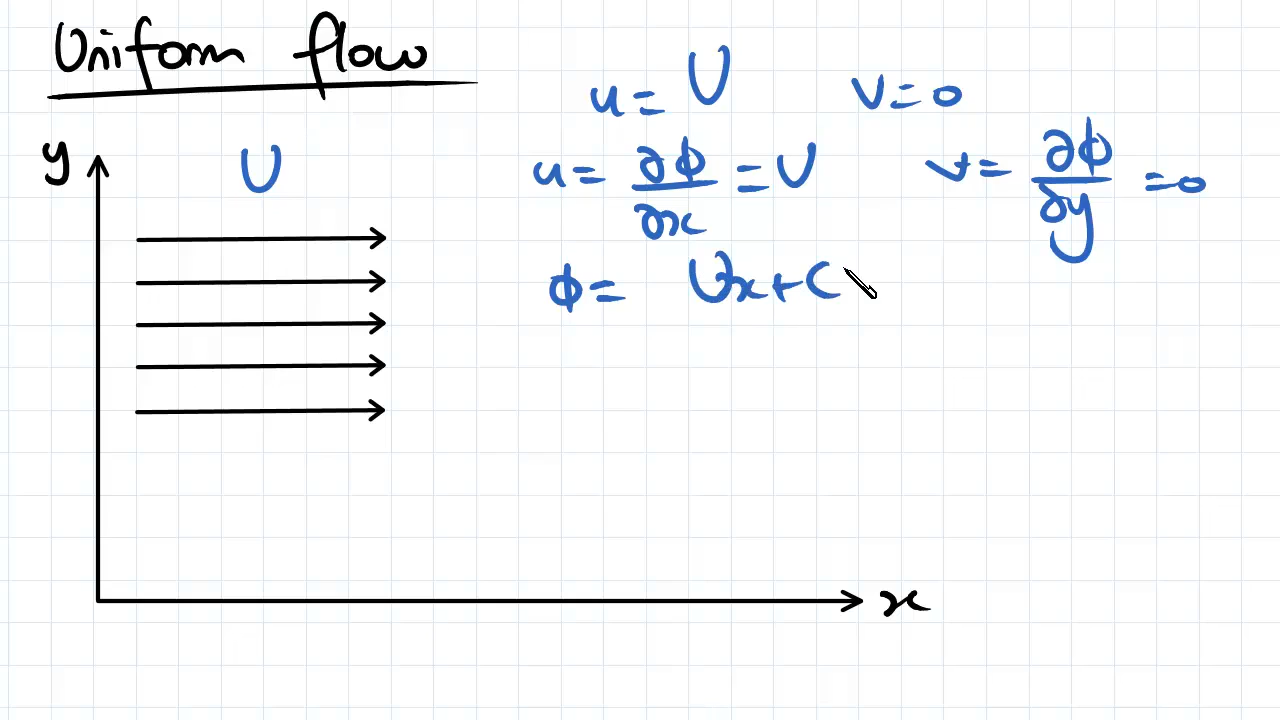 Uniform flow
u = U    v = 0
y
U
u = ∂ϕ/∂x = U    v = ∂ϕ/∂y = 0
ϕ = Ux + C
x